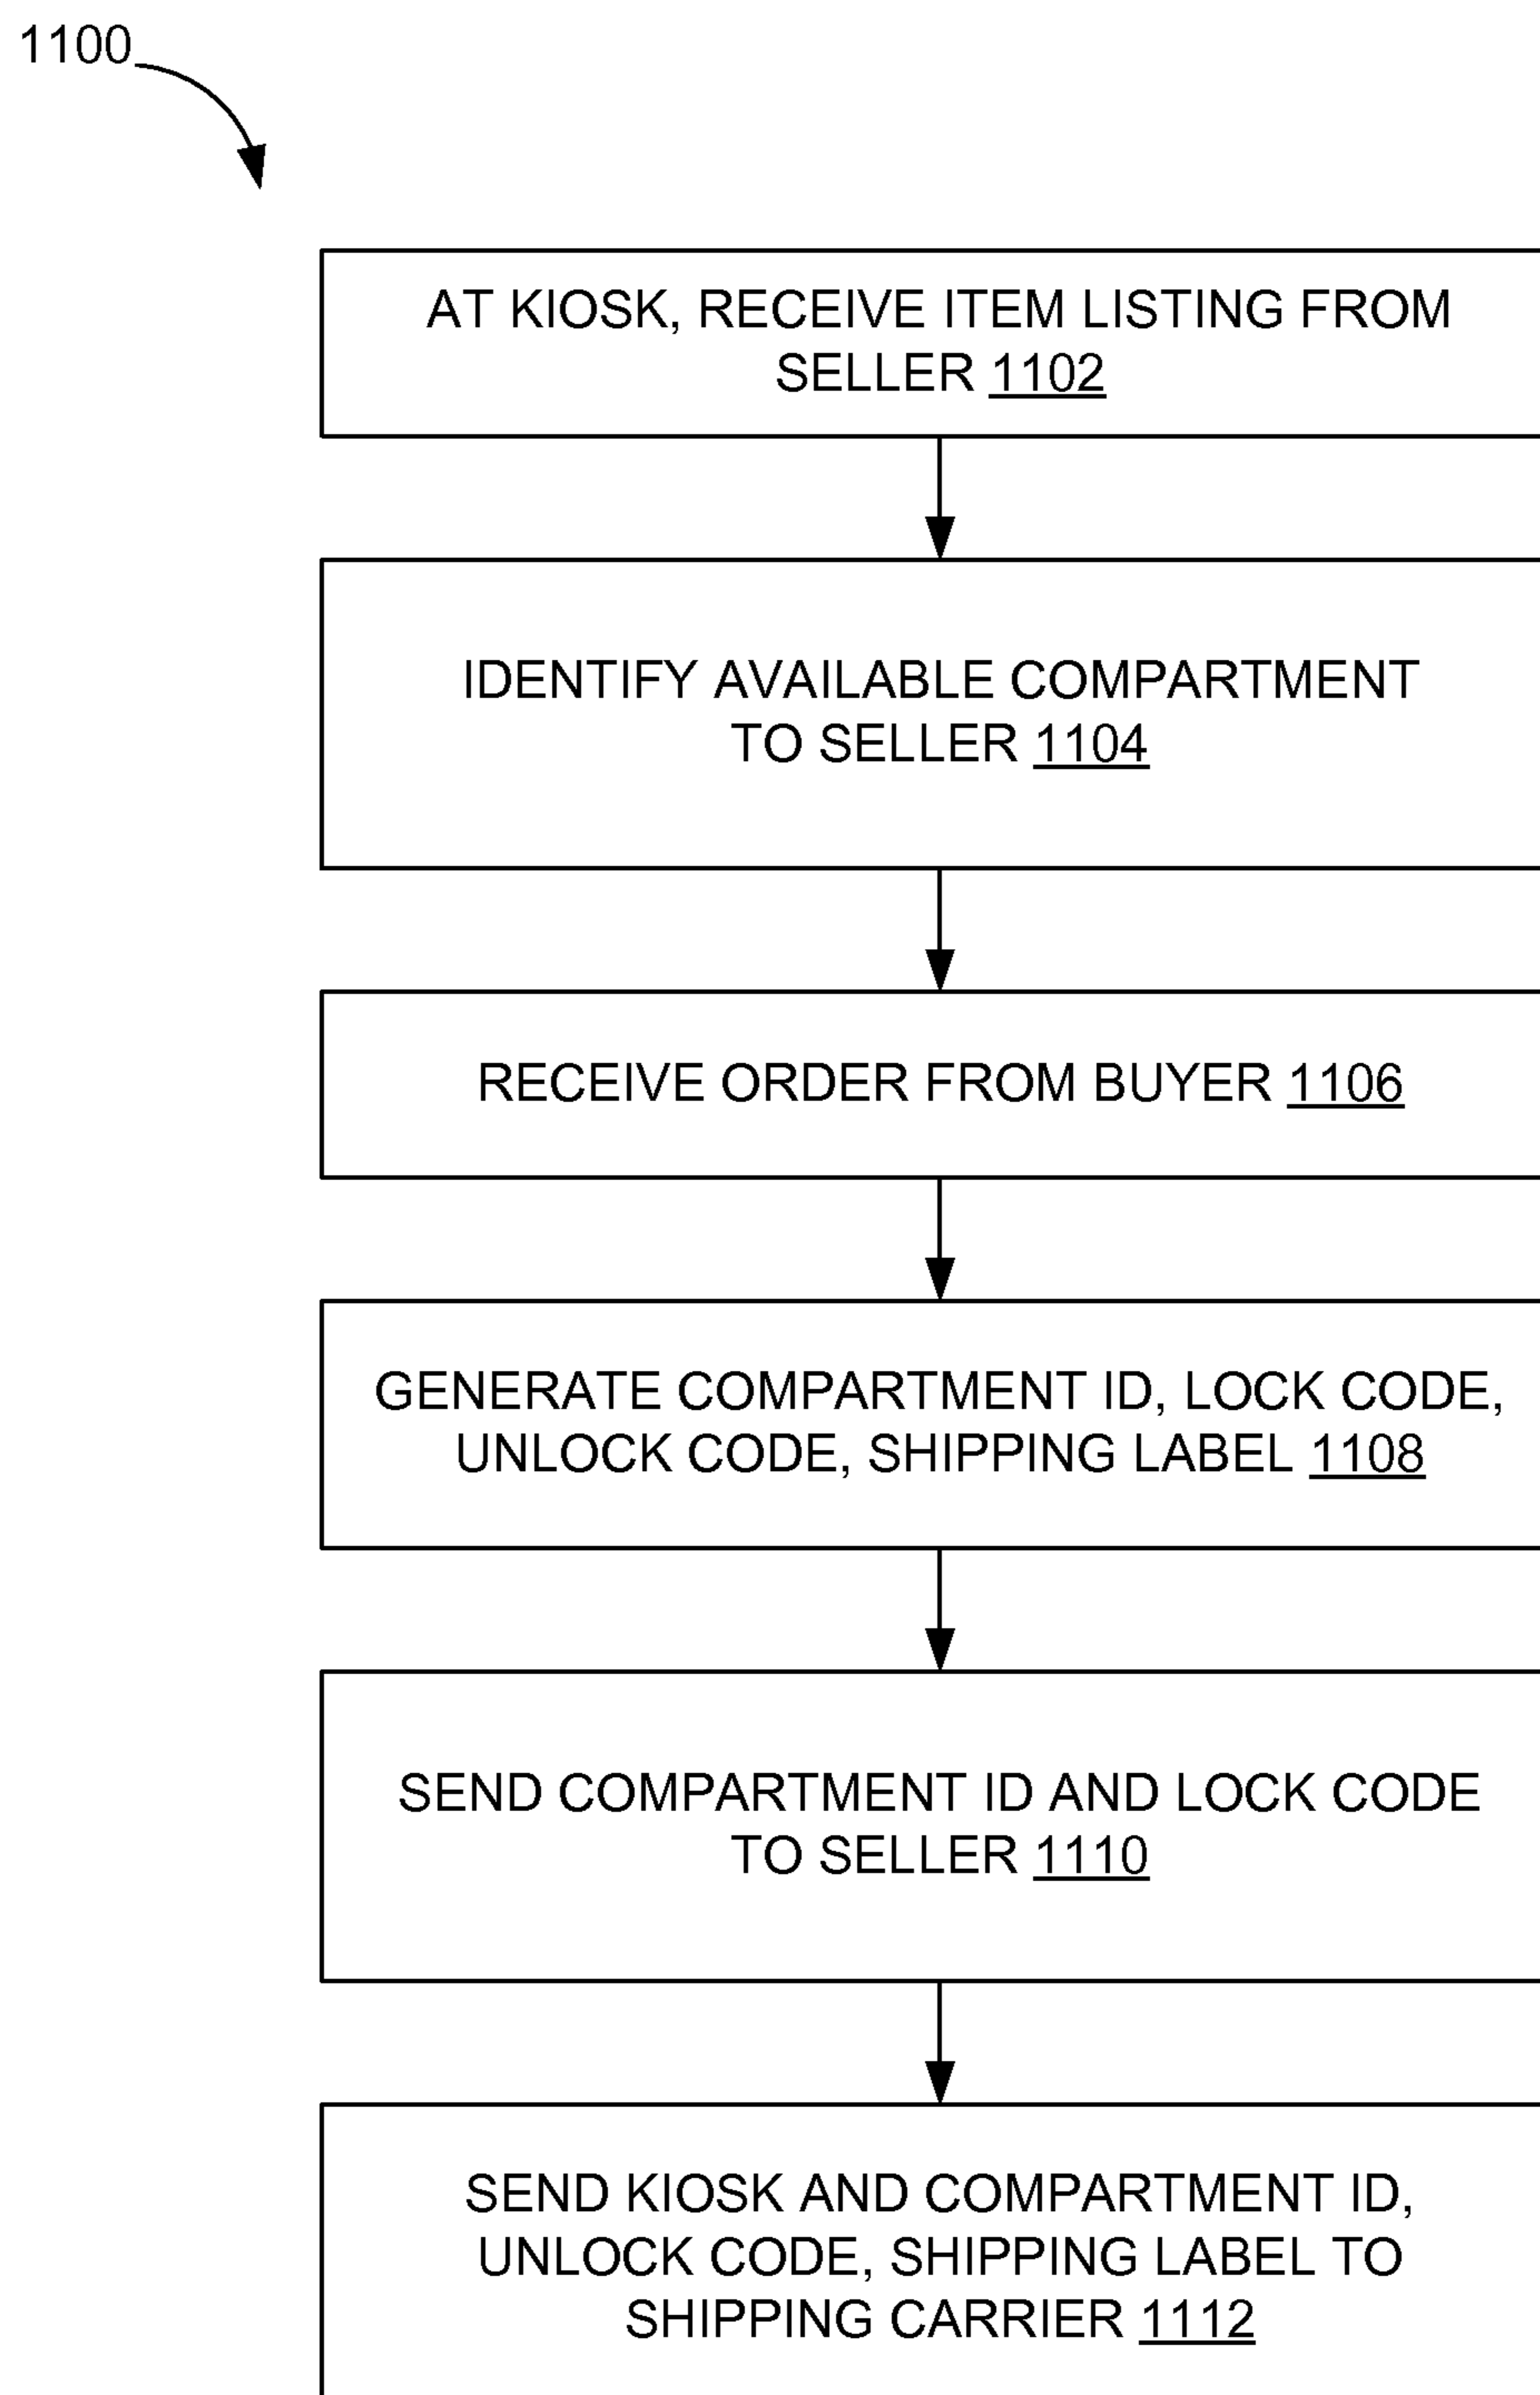 1100
AT KIOSK, RECEIVE ITEM LISTING FROM
SELLER 1102
IDENTIFY AVAILABLE COMPARTMENT
TO SELLER 1104
RECEIVE ORDER FROM BUYER 1106
GENERATE COMPARTMENT ID, LOCK CODE,
UNLOCK CODE, SHIPPING LABEL 1108
SEND COMPARTMENT ID AND LOCK CODE
TO SELLER 1110
SEND KIOSK AND COMPARTMENT ID,
UNLOCK CODE, SHIPPING LABEL TO
SHIPPING CARRIER 1112